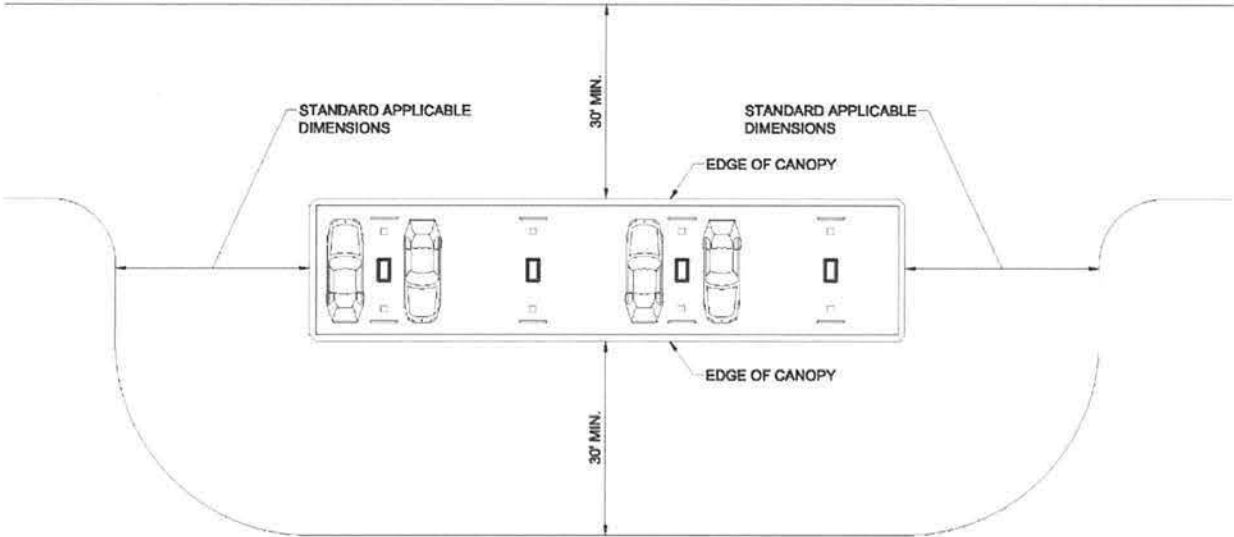 30' MIN.
STANDARD APPLICABLE
DIMENSIONS
STANDARD APPLICABLE
DIMENSIONS
EDGE OF CANOPY
EDGE OF CANOPY
30' MIN.